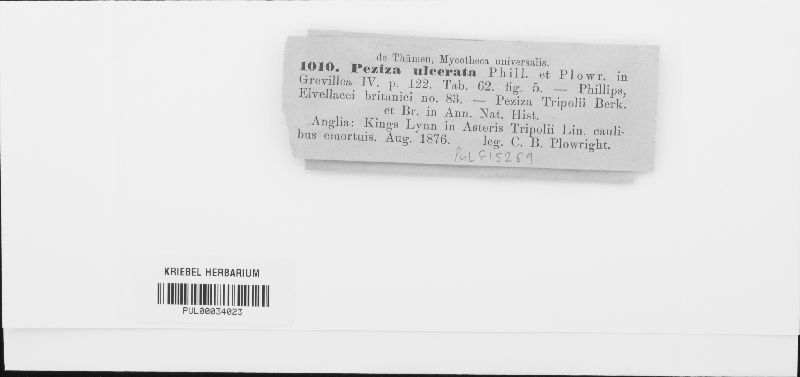 de Thümen, Mycotheca universalis.
1010. Peziza ulcerata Phill. et Plowr. in
Grevillea IV. p. 122. Tab. 62. fig. 5. — Phillips,
Elvellacei britanici no. 83. — Peziza Tripolii Berk.
et Br. in Ann. Nat. Hist.
Anglia: Kings Lynn in Asteris Tripolii Lin. cauli-
bus emortuis. Aug. 1876. leg. C. B. Plowright.
PUL F15269
KRIEBEL HERBARIUM
PUL00034023